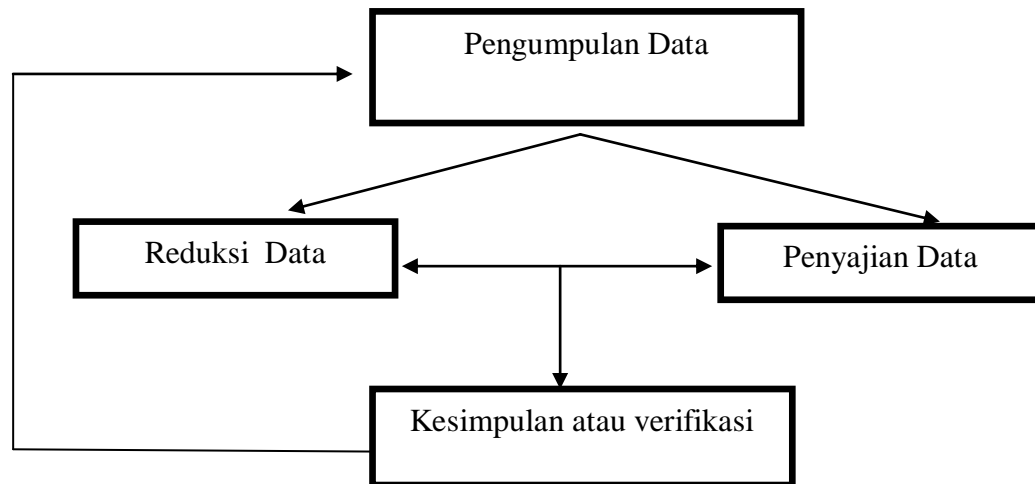 Pengumpulan Data
Reduksi  Data
Penyajian Data
Kesimpulan atau verifikasi